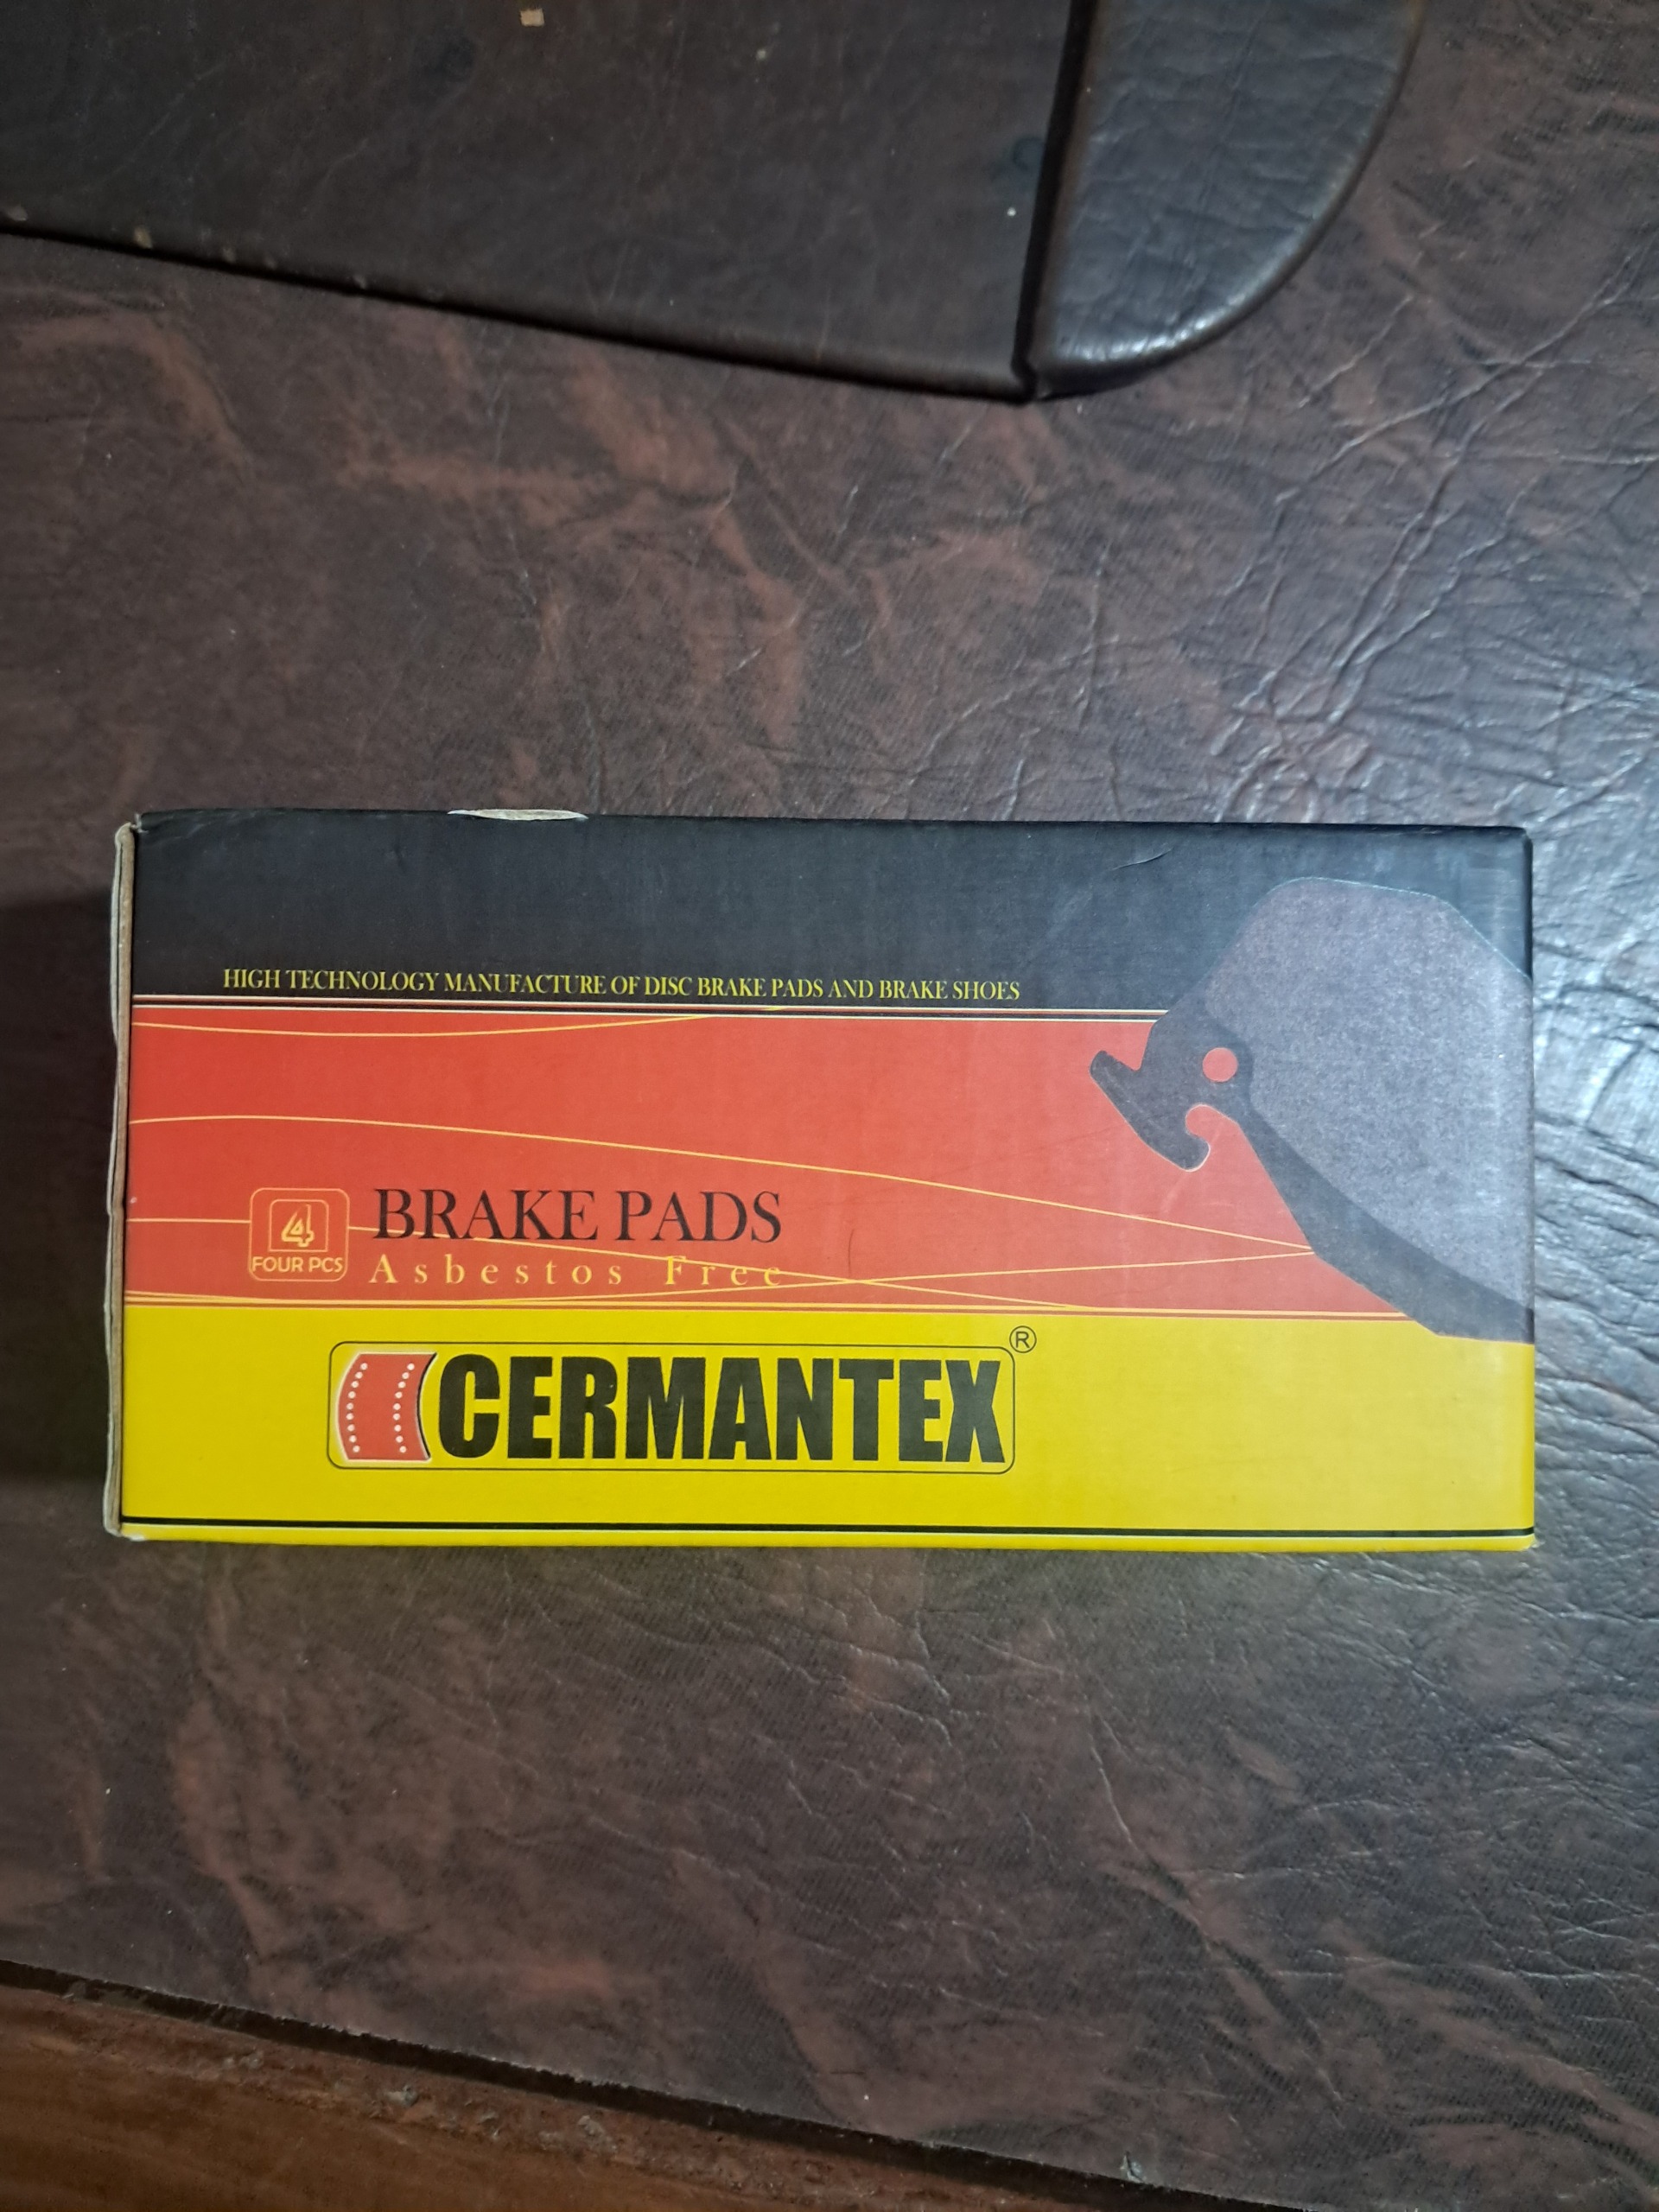 HIGH TECHNOLOGY MANUFACTURE OF DISC BRAKE PADS AND BRAKE SHOES
4
FOUR PCS
BRAKE PADS
Asbestos Free
CERMANTEX®